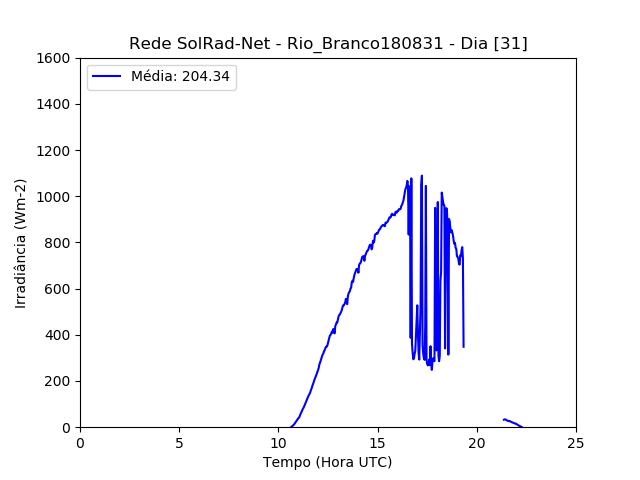 Rede SolRad-Net - Rio_Branco180831 - Dia [31]
Média: 204.34
1600
1400
1200
1000
800
600
400
200
0
Irradiância (Wm-2)
0 5 10 15 20 25
Tempo (Hora UTC)